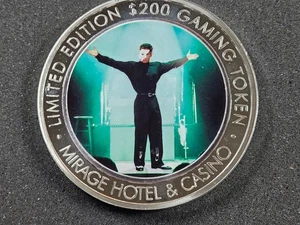 · LIMITED EDITION $200 GAMING TOKEN ·
MIRAGE HOTEL & CASINO